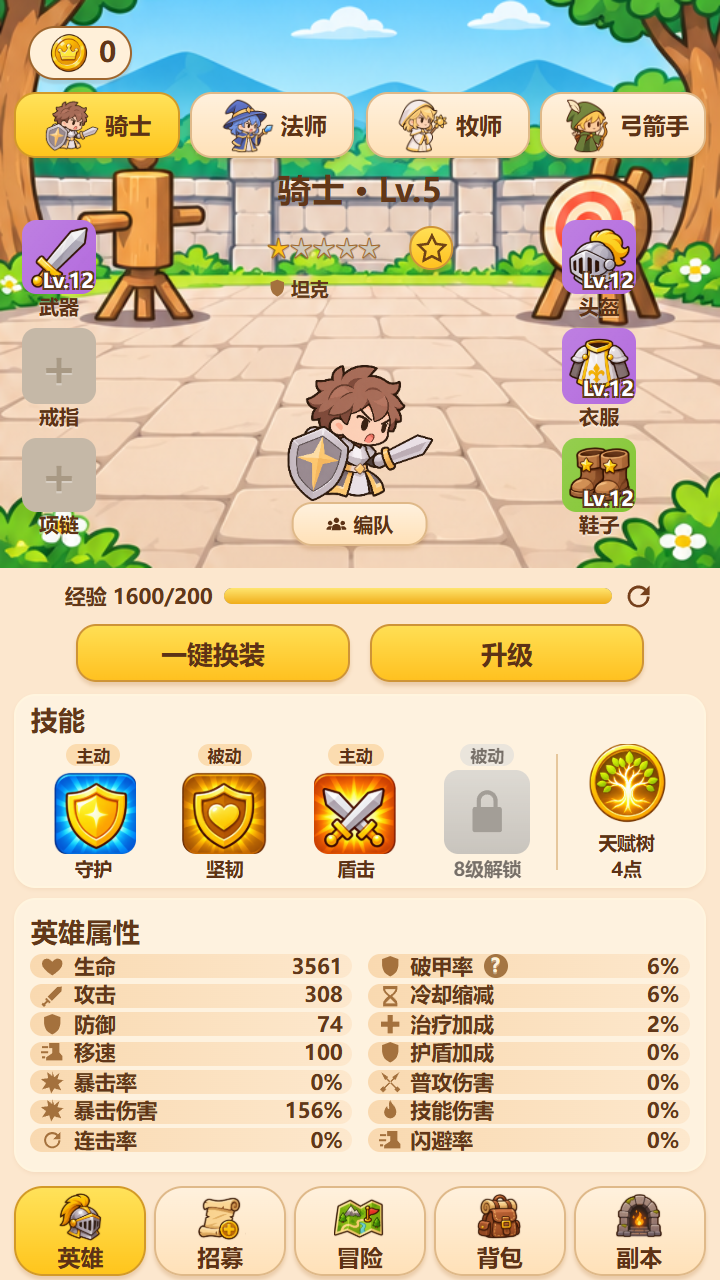 0
骑士
法师
牧师
弓箭手
骑士·Lv.5
坦克
Lv.12
武器
+
戒指
+
项链
Lv.12
头盔
Lv.12
衣服
Lv.12
鞋子
编队
经验 1600/200
一键换装
升级
技能
主动
守护
被动
坚韧
主动
盾击
被动
8级解锁
天赋树
4点
英雄属性
生命 3561
攻击 308
防御 74
移速 100
暴击率 0%
暴击伤害 156%
连击率 0%
破甲率 ? 6%
冷却缩减 6%
治疗加成 2%
护盾加成 0%
普攻伤害 0%
技能伤害 0%
闪避率 0%
英雄
招募
冒险
背包
副本